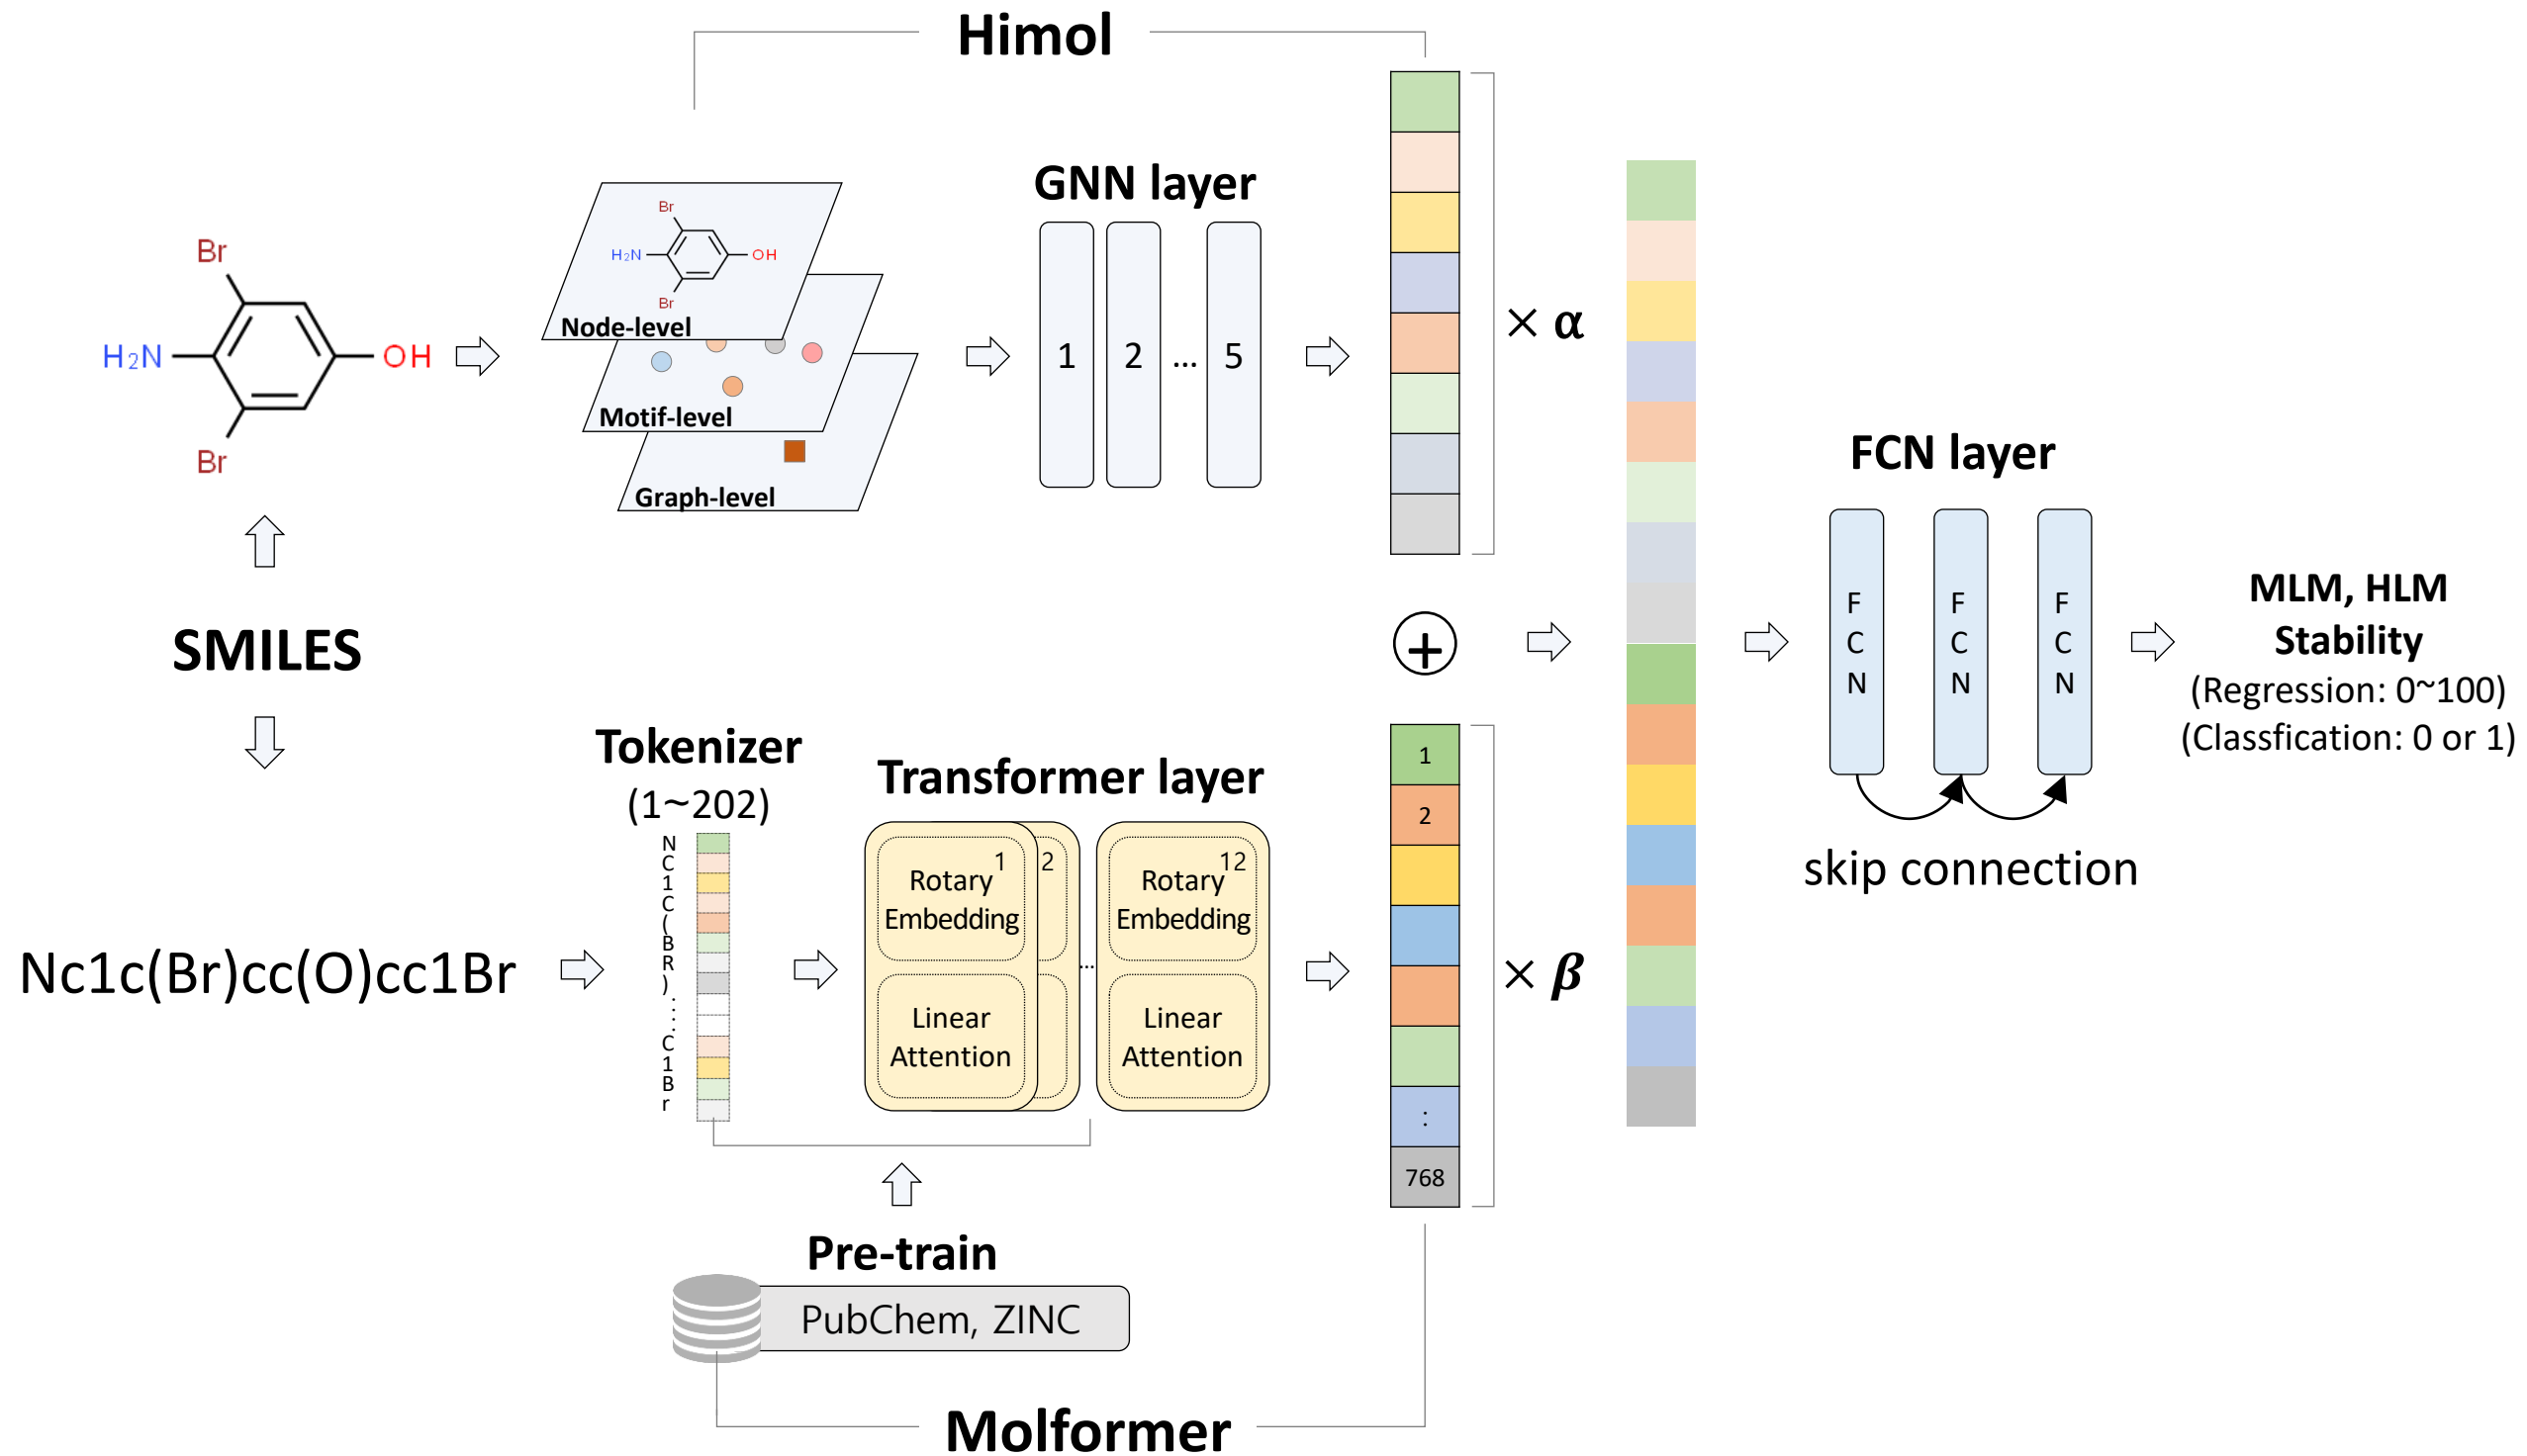 Himol
Br
H₂N
OH
Br
Br
H₂N
OH
Br
Node-level
Motif-level
Graph-level
GNN layer
1
2
...
5
× α
SMILES
+
Nc1c(Br)cc(O)cc1Br
Tokenizer
(1~202)
N
C
1
C
(
B
R
)
:
:
C
1
B
r
Transformer layer
Rotary
Embedding
1
Linear
Attention
2
...
Rotary
Embedding
12
Linear
Attention
1
2
:
768
× β
Pre-train
PubChem, ZINC
Molformer
FCN layer
F
C
N
F
C
N
F
C
N
skip connection
MLM, HLM
Stability
(Regression: 0~100)
(Classfication: 0 or 1)